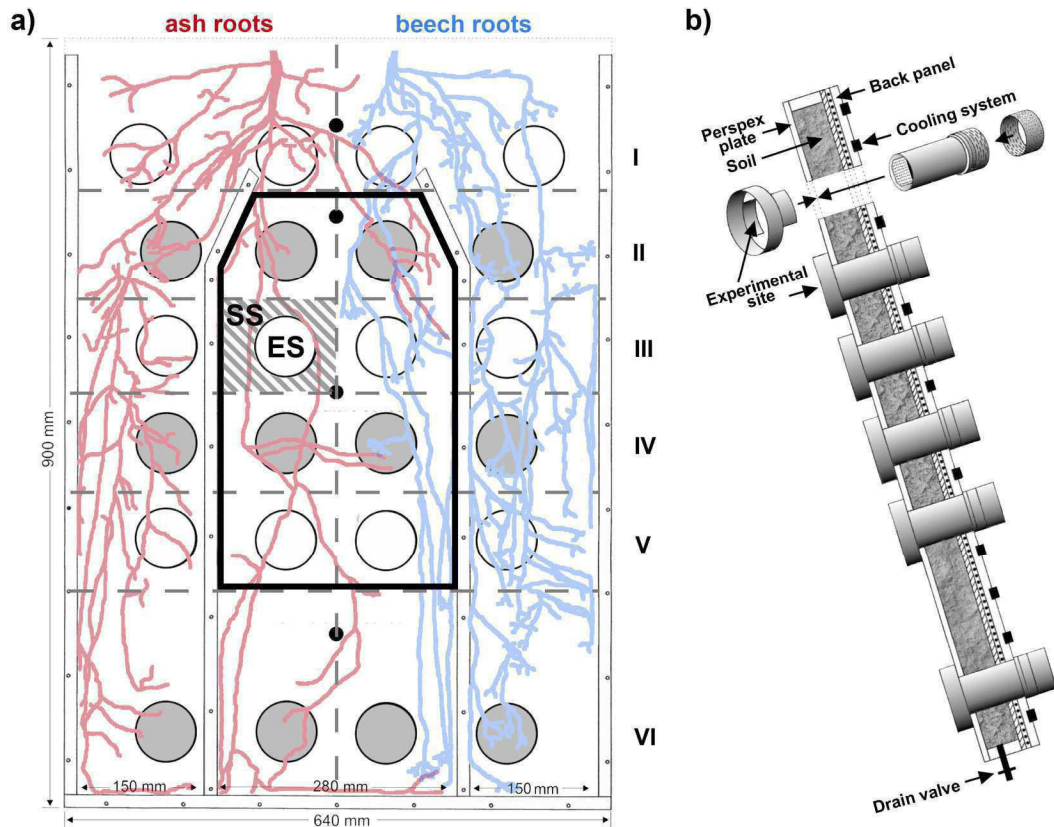 a)
ash roots
beech roots
I
II
SS
ES
III
IV
V
VI
900 mm
150 mm
280 mm
150 mm
640 mm
b)
Back panel
Perspex
plate
Cooling system
Soil
Experimental
site
Drain valve